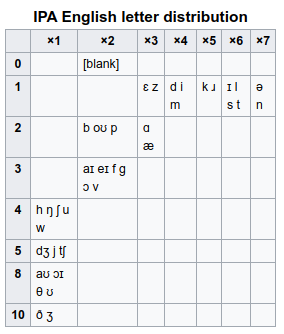 IPA English letter distribution
×1 ×2 ×3 ×4 ×5 ×6 ×7
0 [blank]
1 ɛ z d i k ɹ ɪ l ə
m s t n
2 b oʊ p ɑ
æ
3 aɪ eɪ f g
ɔ v
4 h ŋ ʃ u
w
5 dʒ j tʃ
8 aʊ ɔɪ
θ ʊ
10 ð ʒ